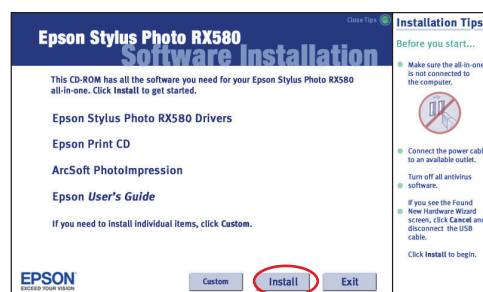 Close Tips
Epson Stylus Photo RX580
Software Installation
This CD-ROM has all the software you need for your Epson Stylus Photo RX580
all-in-one. Click Install to get started.
Epson Stylus Photo RX580 Drivers
Epson Print CD
ArcSoft PhotoImpression
Epson User's Guide
If you need to install individual items, click Custom.
EPSON
EXCEED YOUR VISION
Custom
Install
Exit
Installation Tips
Before you start...
Make sure the all-in-one
is not connected to
the computer.
Connect the power cabl
to an available outlet.
Turn off all antivirus
software.
If you see the Found
New Hardware Wizard
screen, click Cancel and
disconnect the USB
cable.
Click Install to begin.